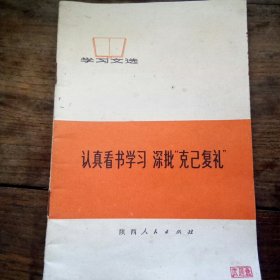 学习文选
认真看书学习 深批“克己复礼”
陕西人民出版社